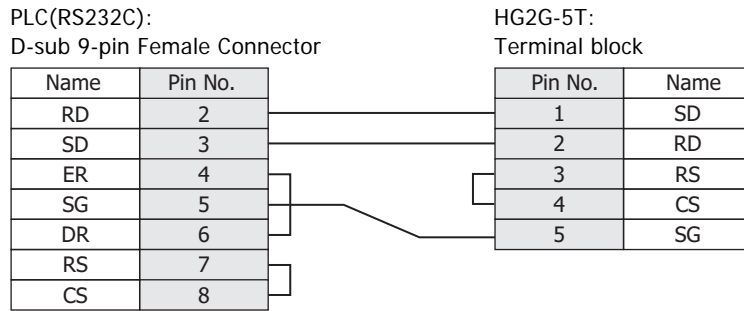 PLC(RS232C):
D-sub 9-pin Female Connector
Name Pin No.
RD 2
SD 3
ER 4
SG 5
DR 6
RS 7
CS 8
HG2G-5T:
Terminal block
Pin No. Name
1 SD
2 RD
3 RS
4 CS
5 SG